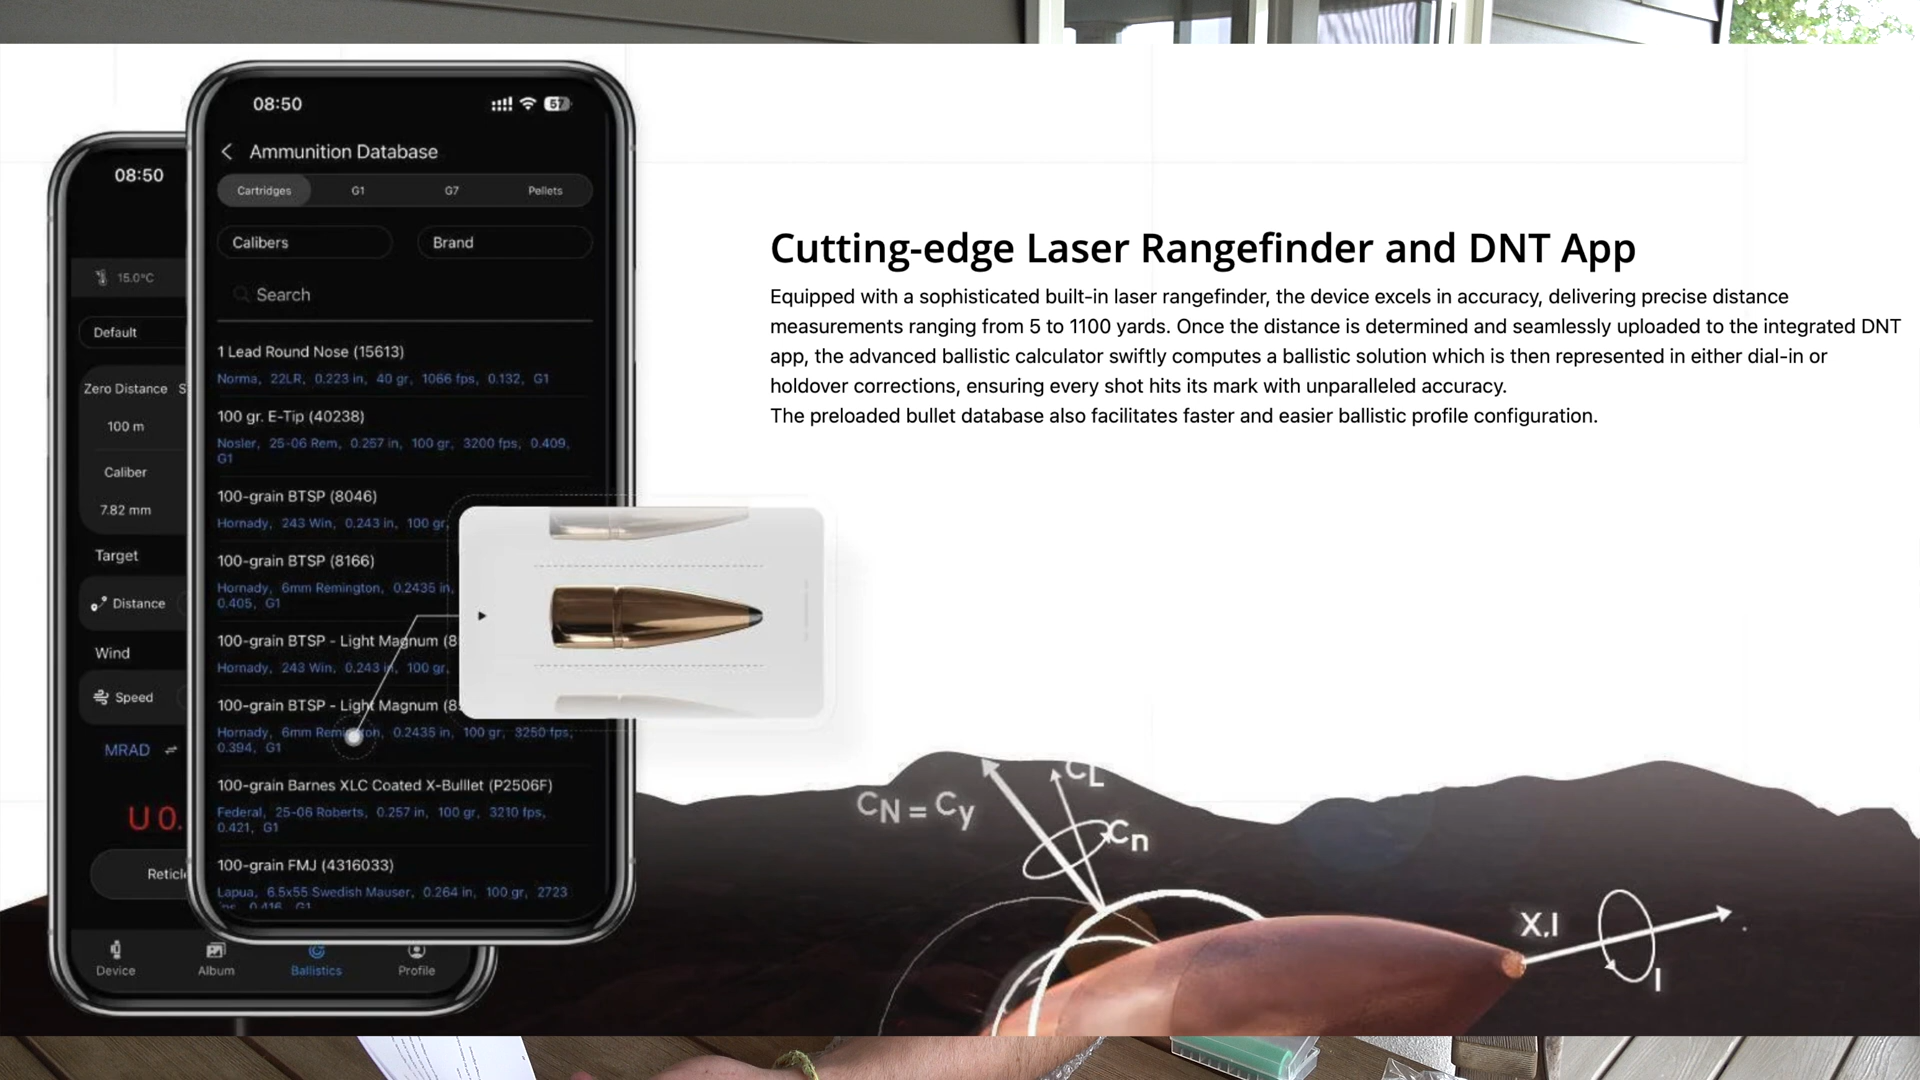 08:50
15.0°C
Default
Zero Distance S
100 m
Caliber
7.82 mm
Target
Distance
Wind
Speed
MRAD
U 0.
Reticl
Device
Album
Ballistics
Profile
08:50
57
Ammunition Database
Cartridges
G1
G7
Pellets
Calibers
Brand
Search
1 Lead Round Nose (15613)
Norma, 22LR, 0.223 in, 40 gr, 1066 fps, 0.132, G1
100 gr. E-Tip (40238)
Nosler, 25-06 Rem, 0.257 in, 100 gr, 3200 fps, 0.409,
G1
100-grain BTSP (8046)
Hornady, 243 Win, 0.243 in, 100 gr,
100-grain BTSP (8166)
Hornady, 6mm Remington, 0.2435 in,
0.405, G1
100-grain BTSP - Light Magnum (8
Hornady, 243 Win, 0.243 in, 100 gr,
100-grain BTSP - Light Magnum (8
Hornady, 6mm Remington, 0.2435 in, 100 gr, 3250 fps,
0.394, G1
100-grain Barnes XLC Coated X-Bulllet (P2506F)
Federal, 25-06 Roberts, 0.257 in, 100 gr, 3210 fps,
0.421, G1
100-grain FMJ (4316033)
Lapua, 6.5x55 Swedish Mauser, 0.264 in, 100 gr, 2723
fps, 0.416, G1
Cutting-edge Laser Rangefinder and DNT App
Equipped with a sophisticated built-in laser rangefinder, the device excels in accuracy, delivering precise distance
measurements ranging from 5 to 1100 yards. Once the distance is determined and seamlessly uploaded to the integrated DNT
app, the advanced ballistic calculator swiftly computes a ballistic solution which is then represented in either dial-in or
holdover corrections, ensuring every shot hits its mark with unparalleled accuracy.
The preloaded bullet database also facilitates faster and easier ballistic profile configuration.
CL
CN = Cy
Cn
X,I
I